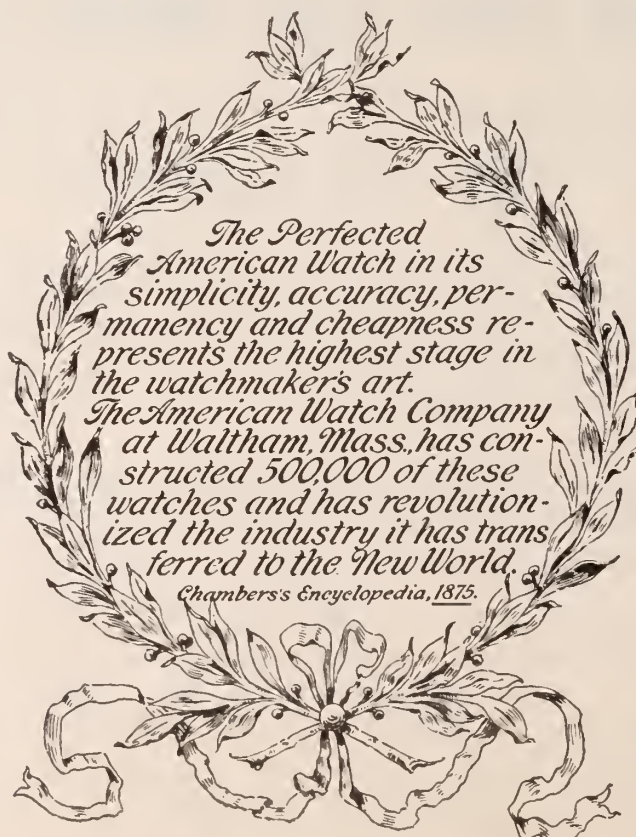 The Perfected
American Watch in its
simplicity, accuracy, per-
manency and cheapness re-
presents the highest stage in
the watchmaker's art.
The American Watch Company
at Waltham, Mass., has con-
structed 500,000 of these
watches and has revolution-
ized the industry it has trans
ferred to the New World.
Chambers's Encyclopedia, 1875.